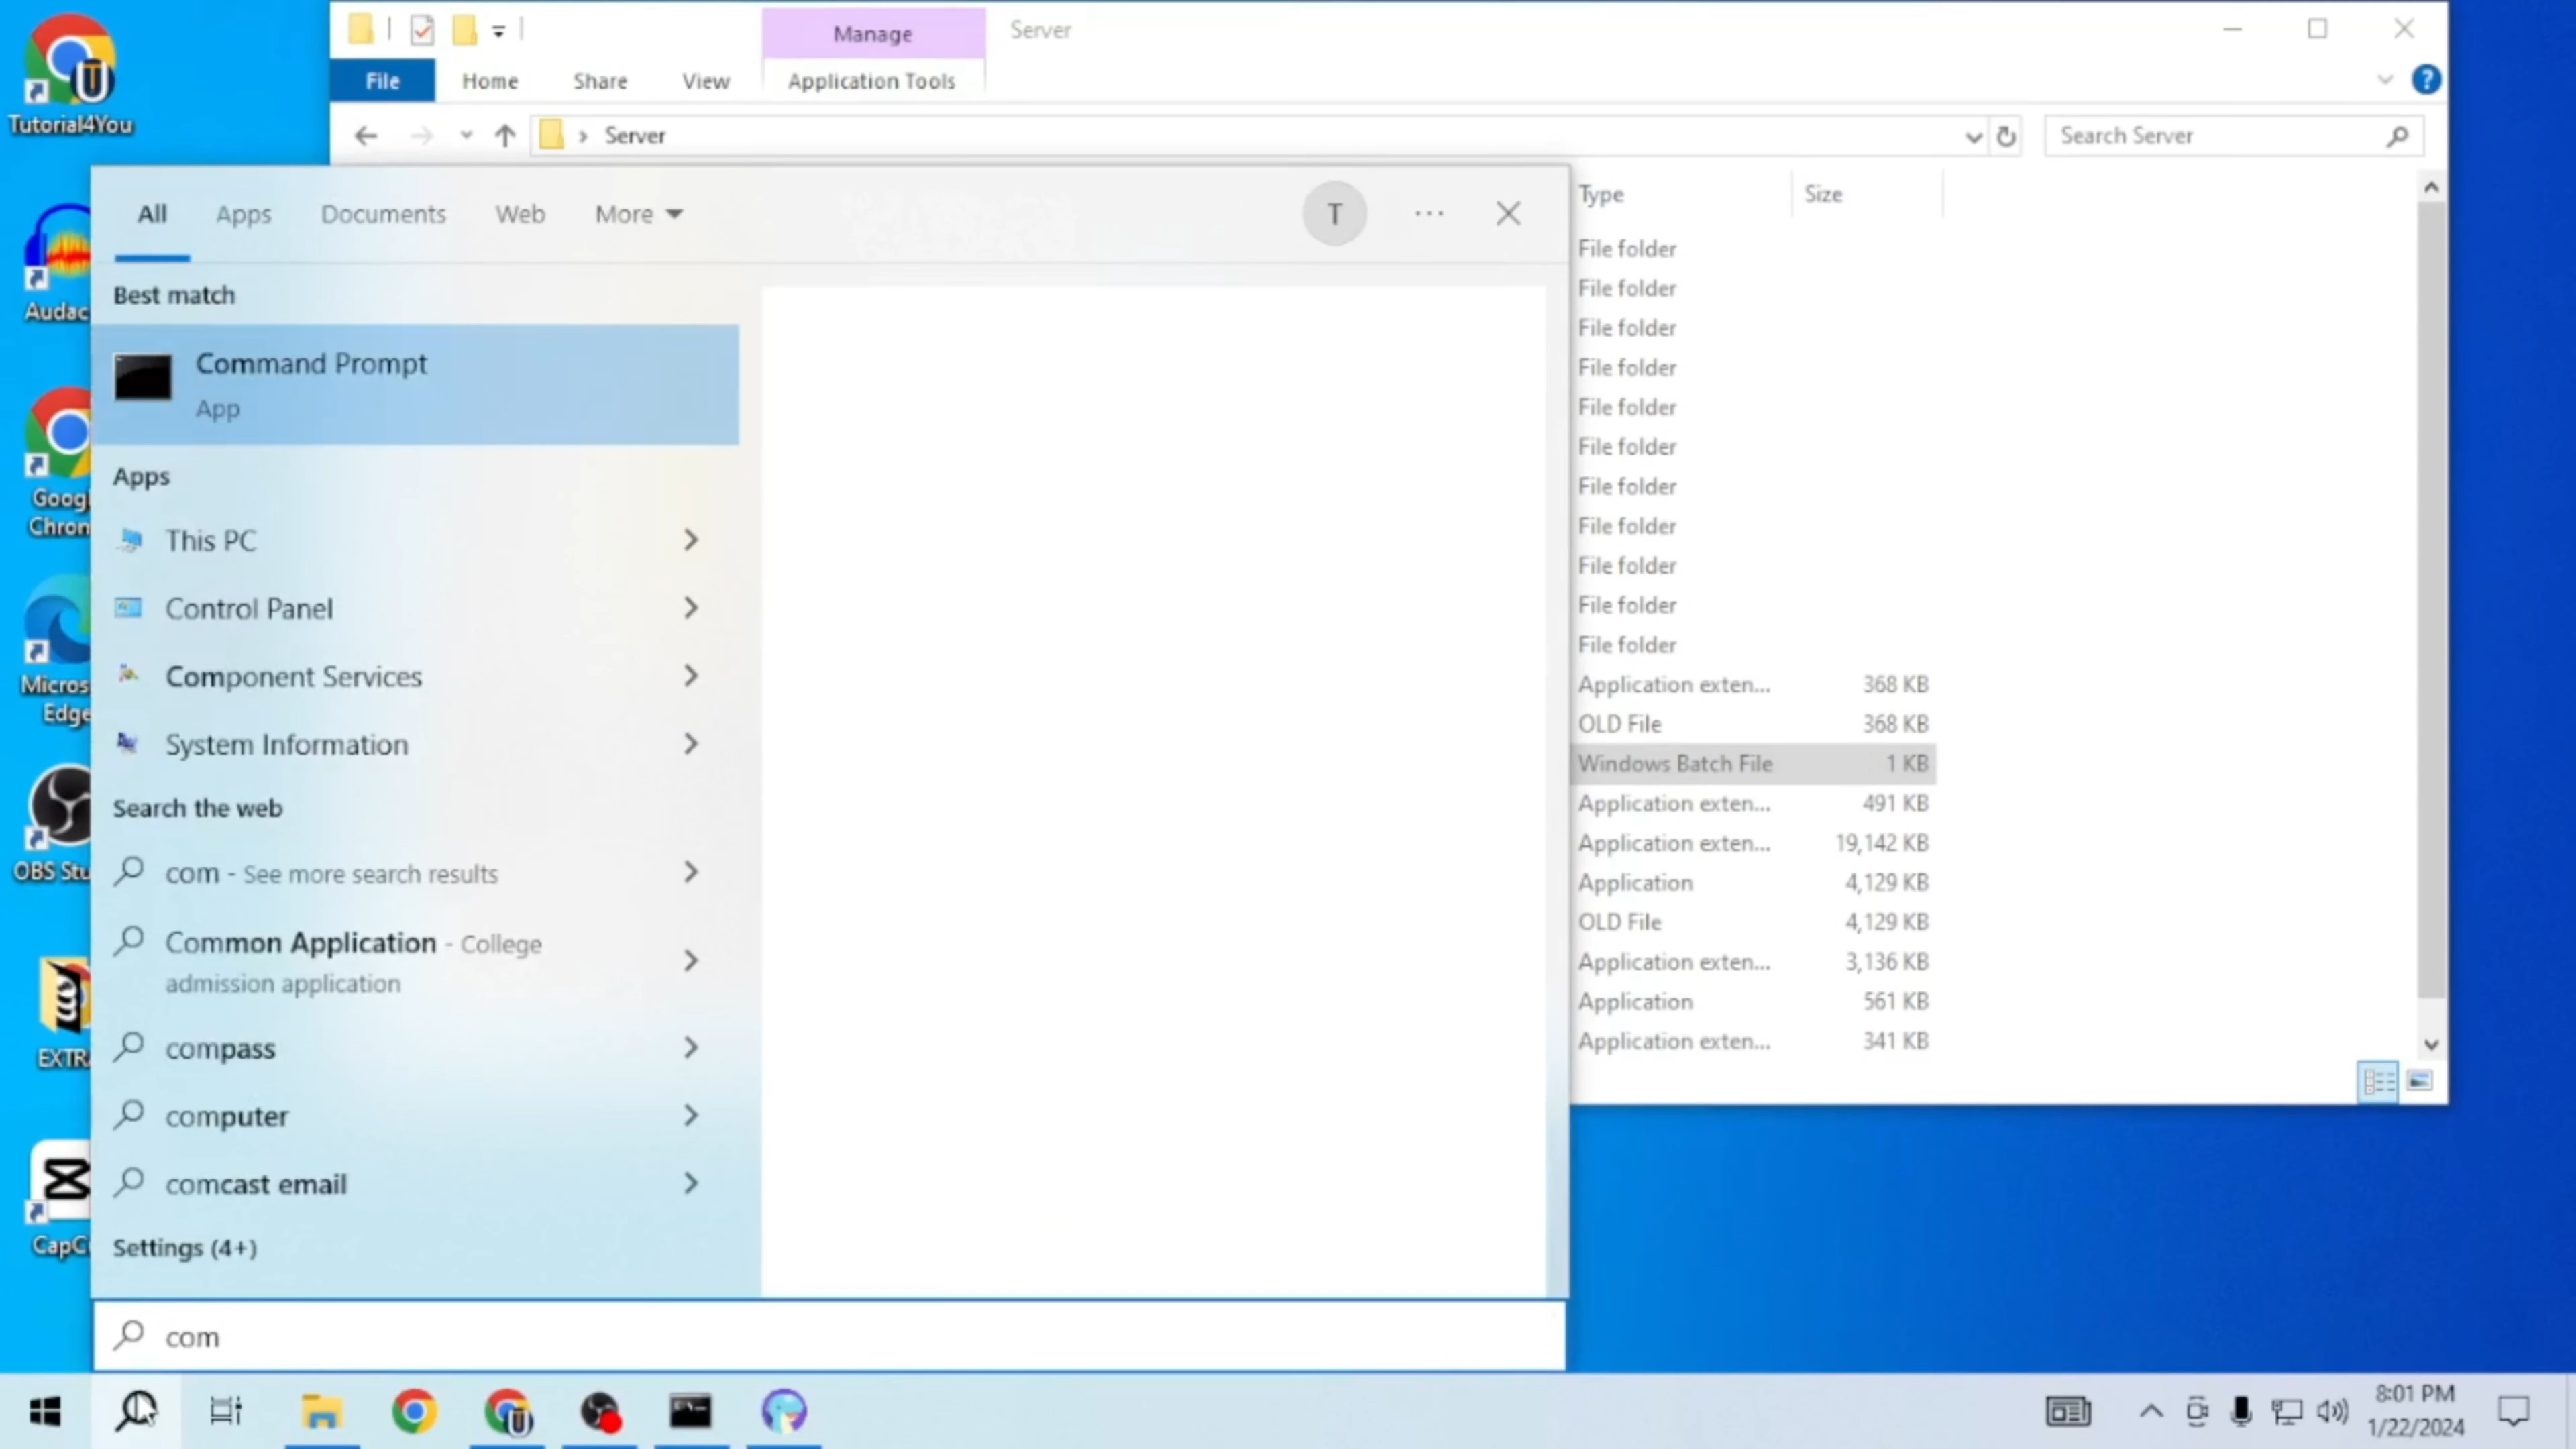 Tutorial4You
Audac
Googl
Chrom
Micros
Edge
OBS Stu
EXTRA
CapC
Manage
Server
File
Home
Share
View
Application Tools
Server
Search Server
All
Apps
Documents
Web
More
T
Best match
Command Prompt
App
Apps
This PC
Control Panel
Component Services
System Information
Search the web
com - See more search results
Common Application - College
admission application
compass
computer
comcast email
Settings (4+)
com
Type
Size
File folder
File folder
File folder
File folder
File folder
File folder
File folder
File folder
File folder
File folder
File folder
Application exten... 368 KB
OLD File 368 KB
Windows Batch File 1 KB
Application exten... 491 KB
Application exten... 19,142 KB
Application 4,129 KB
OLD File 4,129 KB
Application exten... 3,136 KB
Application 561 KB
Application exten... 341 KB
8:01 PM
1/22/2024